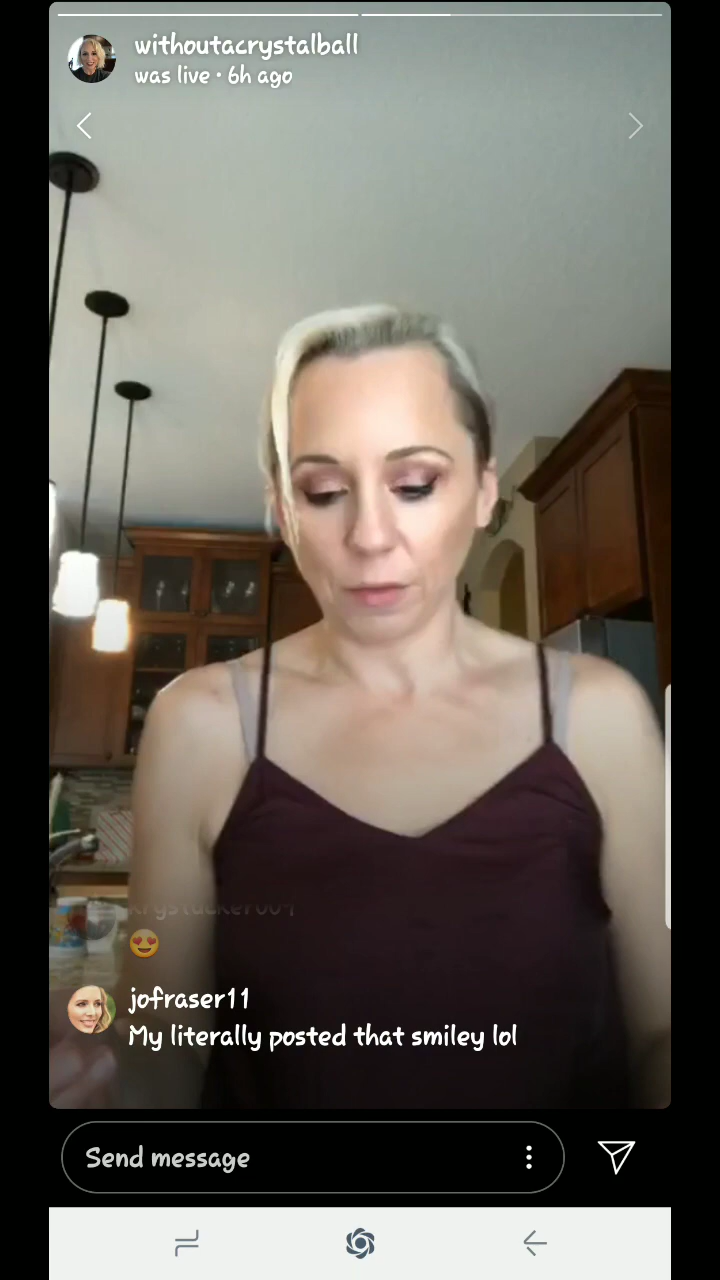 withoutacrystalball
was live • 6h ago
😍
jofraser11
My literally posted that smiley lol
Send message